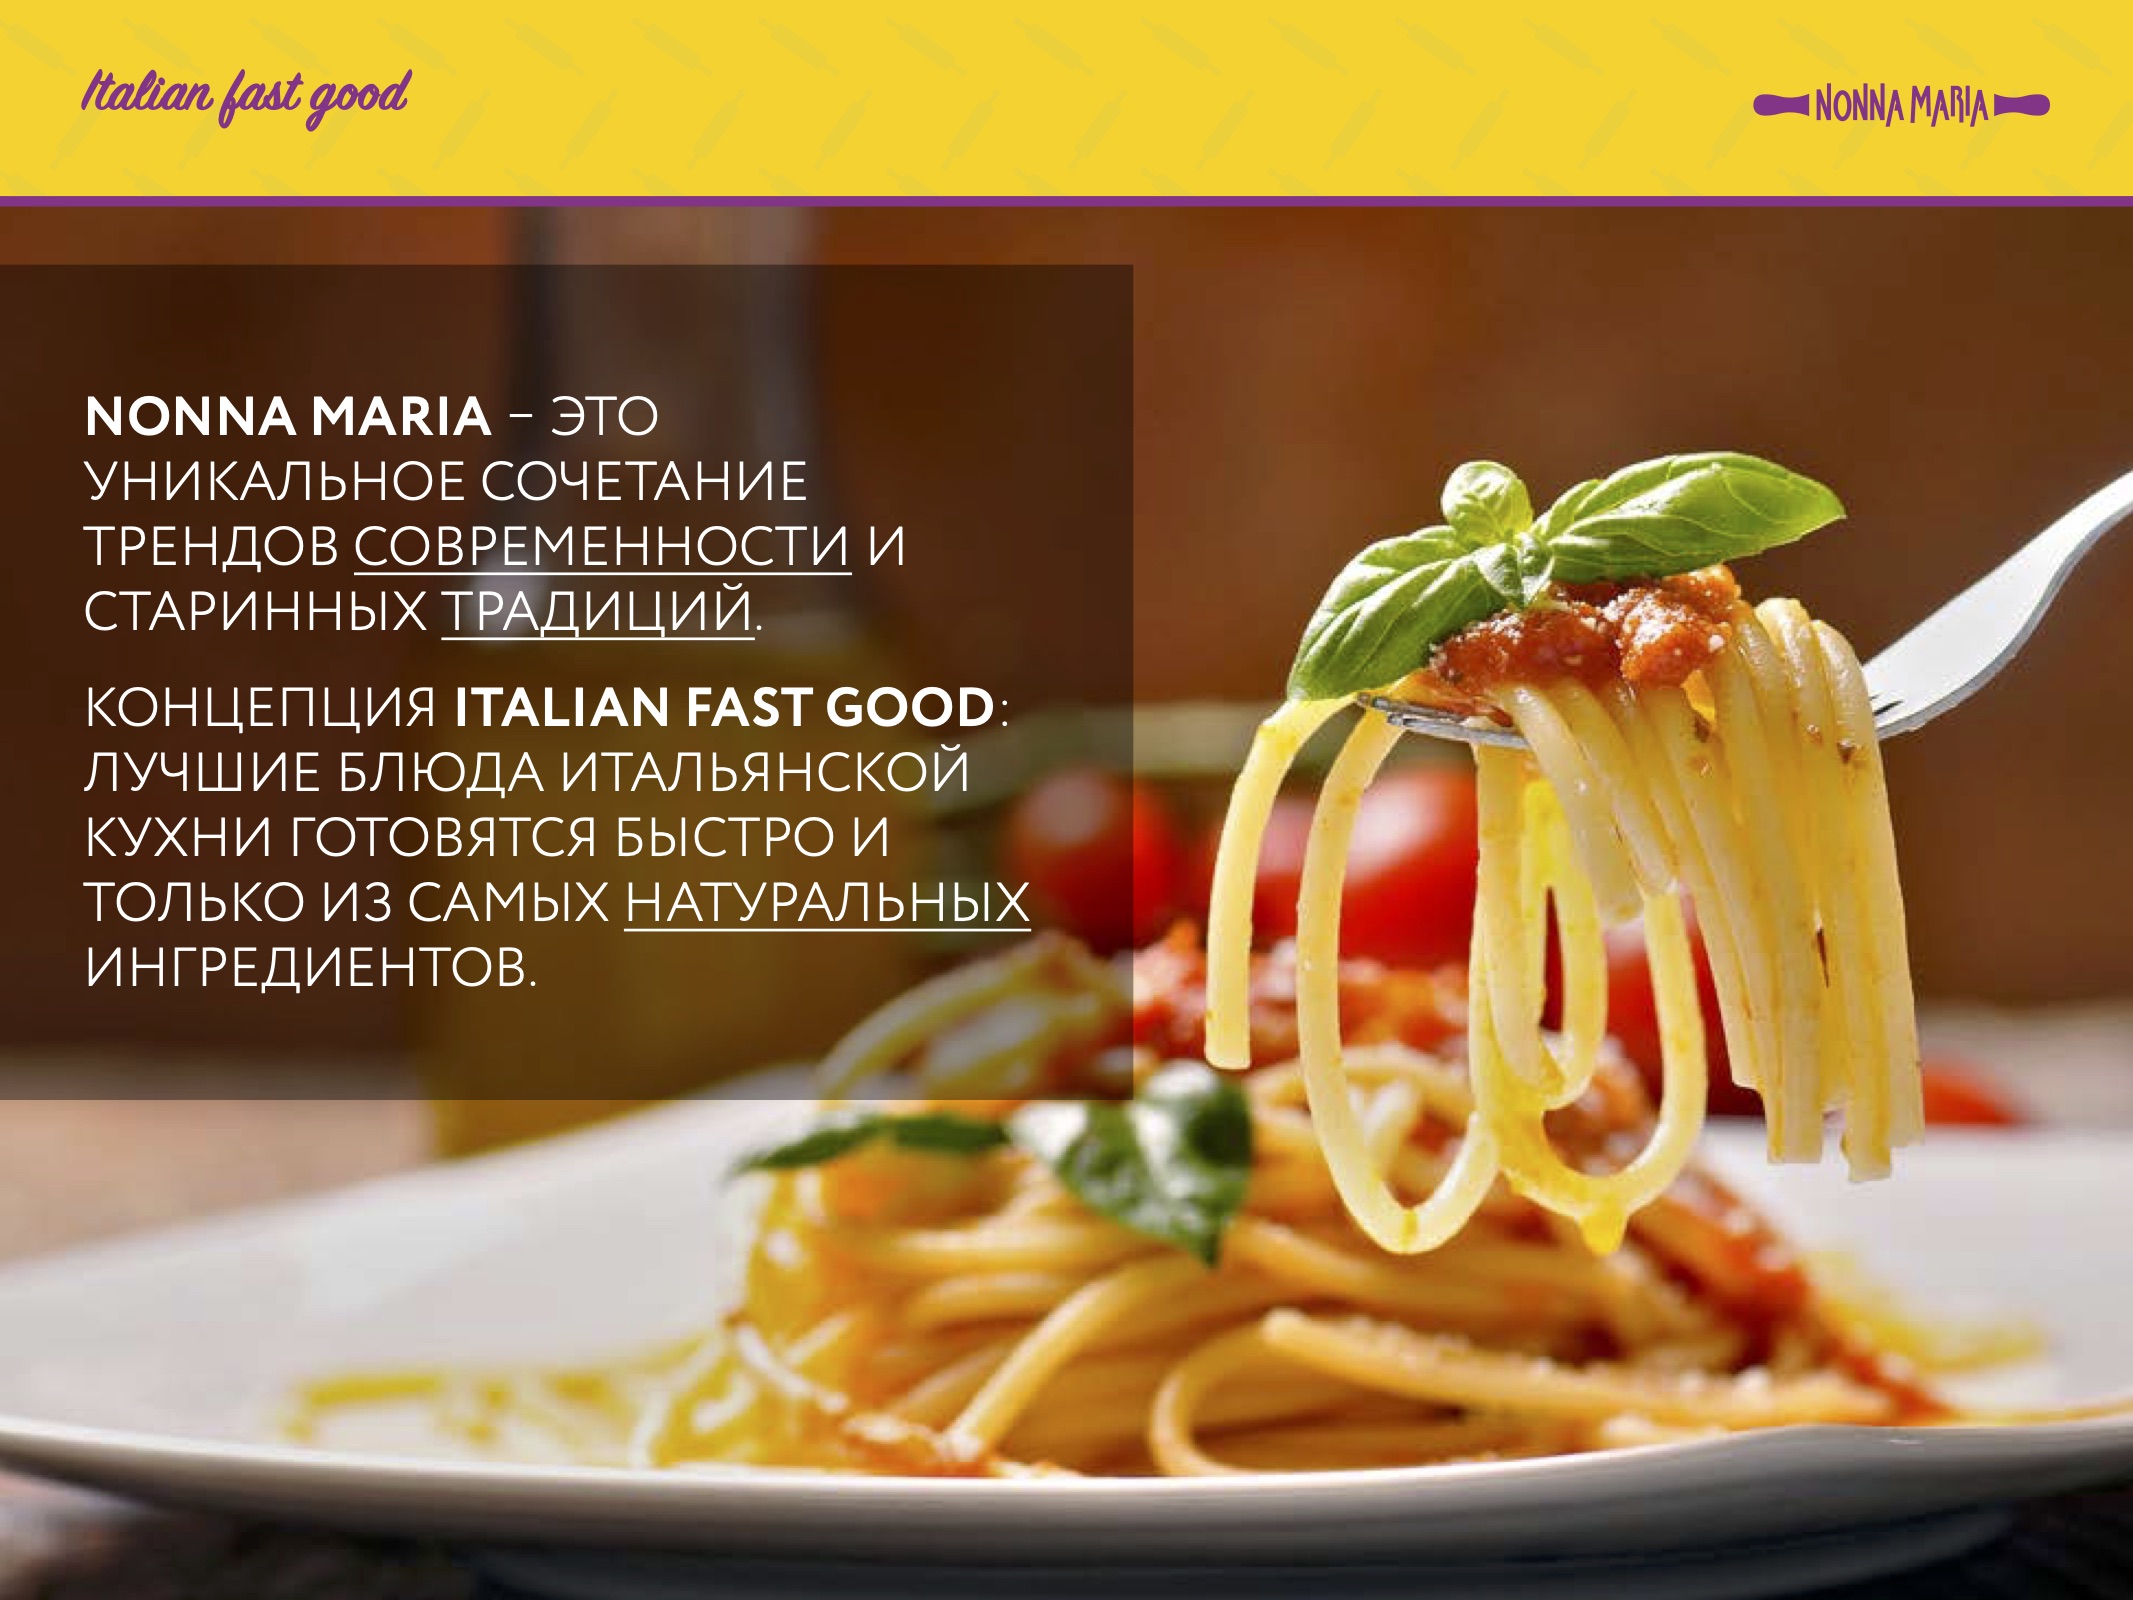 Italian fast good
NONNA MARIA
NONNA MARIA – ЭТО
УНИКАЛЬНОЕ СОЧЕТАНИЕ
ТРЕНДОВ СОВРЕМЕННОСТИ И
СТАРИННЫХ ТРАДИЦИЙ.
КОНЦЕПЦИЯ ITALIAN FAST GOOD:
ЛУЧШИЕ БЛЮДА ИТАЛЬЯНСКОЙ
КУХНИ ГОТОВЯТСЯ БЫСТРО И
ТОЛЬКО ИЗ САМЫХ НАТУРАЛЬНЫХ
ИНГРЕДИЕНТОВ.